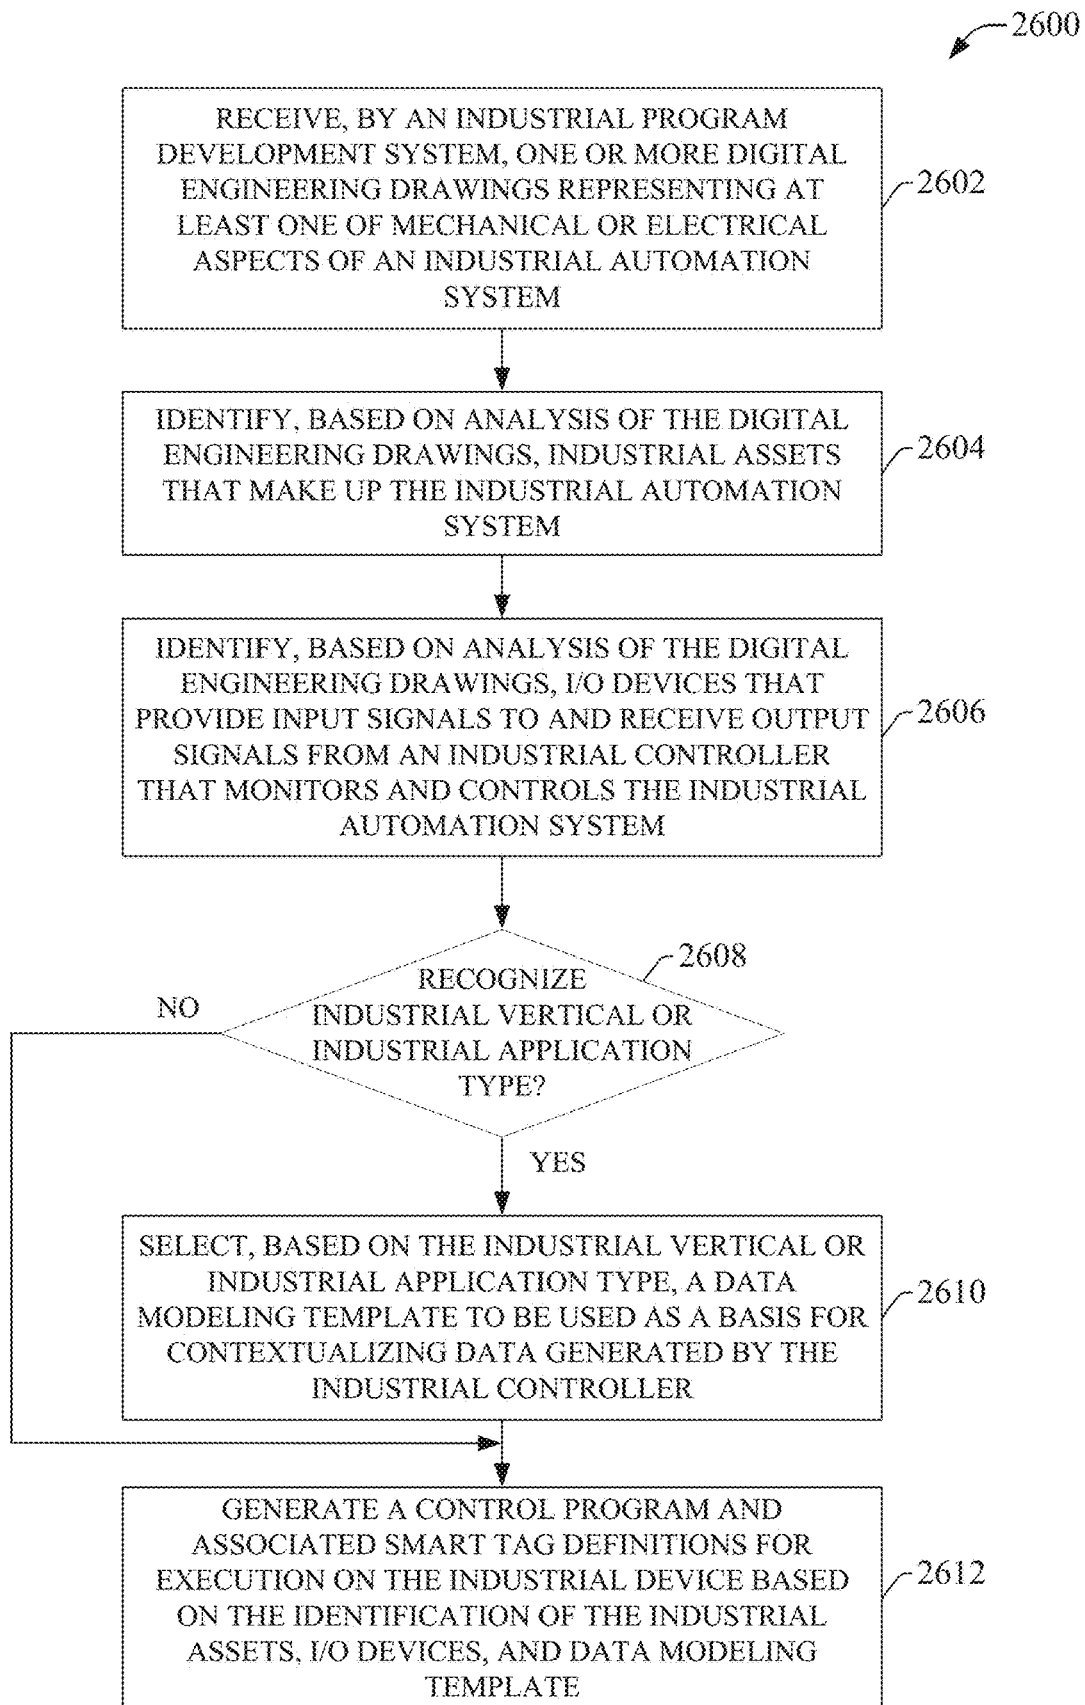 2600
RECEIVE, BY AN INDUSTRIAL PROGRAM
DEVELOPMENT SYSTEM, ONE OR MORE DIGITAL
ENGINEERING DRAWINGS REPRESENTING AT
LEAST ONE OF MECHANICAL OR ELECTRICAL
ASPECTS OF AN INDUSTRIAL AUTOMATION
SYSTEM
2602
IDENTIFY, BASED ON ANALYSIS OF THE DIGITAL
ENGINEERING DRAWINGS, INDUSTRIAL ASSETS
THAT MAKE UP THE INDUSTRIAL AUTOMATION
SYSTEM
2604
IDENTIFY, BASED ON ANALYSIS OF THE DIGITAL
ENGINEERING DRAWINGS, I/O DEVICES THAT
PROVIDE INPUT SIGNALS TO AND RECEIVE OUTPUT
SIGNALS FROM AN INDUSTRIAL CONTROLLER
THAT MONITORS AND CONTROLS THE INDUSTRIAL
AUTOMATION SYSTEM
2606
RECOGNIZE
INDUSTRIAL VERTICAL OR
INDUSTRIAL APPLICATION
TYPE?
2608
NO
YES
SELECT, BASED ON THE INDUSTRIAL VERTICAL OR
INDUSTRIAL APPLICATION TYPE, A DATA
MODELING TEMPLATE TO BE USED AS A BASIS FOR
CONTEXTUALIZING DATA GENERATED BY THE
INDUSTRIAL CONTROLLER
2610
GENERATE A CONTROL PROGRAM AND
ASSOCIATED SMART TAG DEFINITIONS FOR
EXECUTION ON THE INDUSTRIAL DEVICE BASED
ON THE IDENTIFICATION OF THE INDUSTRIAL
ASSETS, I/O DEVICES, AND DATA MODELING
TEMPLATE
2612